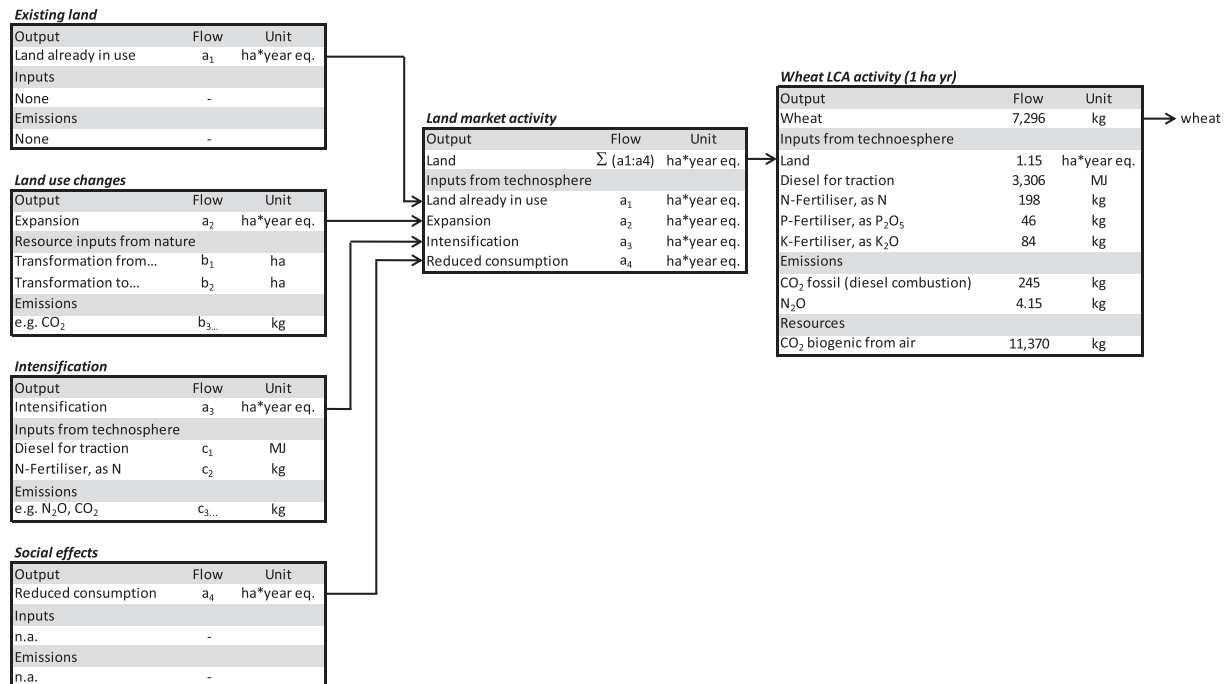 Existing land
Output Flow Unit
Land already in use a₁ ha*year eq.
Inputs
None -
Emissions
None -
Land use changes
Output Flow Unit
Expansion a₂ ha*year eq.
Resource inputs from nature
Transformation from... b₁ ha
Transformation to... b₂ ha
Emissions
e.g. CO₂ b₃... kg
Intensification
Output Flow Unit
Intensification a₃ ha*year eq.
Inputs from technosphere
Diesel for traction c₁ MJ
N-Fertiliser, as N c₂ kg
Emissions
e.g. N₂O, CO₂ c₃... kg
Social effects
Output Flow Unit
Reduced consumption a₄ ha*year eq.
Inputs
n.a. -
Emissions
n.a. -
Land market activity
Output Flow Unit
Land Σ (a1:a4) ha*year eq.
Inputs from technosphere
Land already in use a₁ ha*year eq.
Expansion a₂ ha*year eq.
Intensification a₃ ha*year eq.
Reduced consumption a₄ ha*year eq.
Wheat LCA activity (1 ha yr)
Output Flow Unit
Wheat 7,296 kg
Inputs from technoesphere
Land 1.15 ha*year eq.
Diesel for traction 3,306 MJ
N-Fertiliser, as N 198 kg
P-Fertiliser, as P₂O₅ 46 kg
K-Fertiliser, as K₂O 84 kg
Emissions
CO₂ fossil (diesel combustion) 245 kg
N₂O 4.15 kg
Resources
CO₂ biogenic from air 11,370 kg
wheat